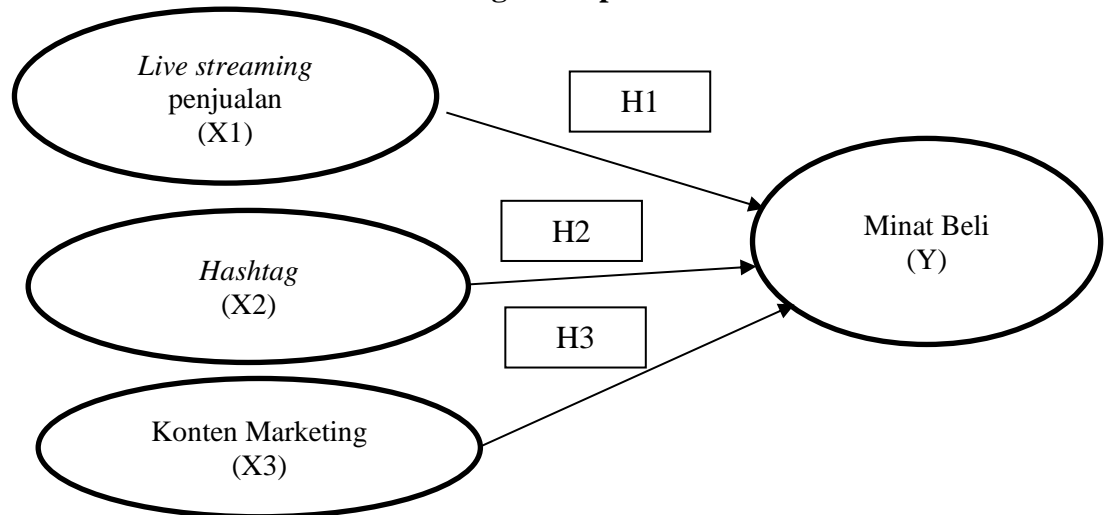 Live streaming
penjualan
(X1)
H1
Hashtag
(X2)
H2
Konten Marketing
(X3)
H3
Minat Beli
(Y)